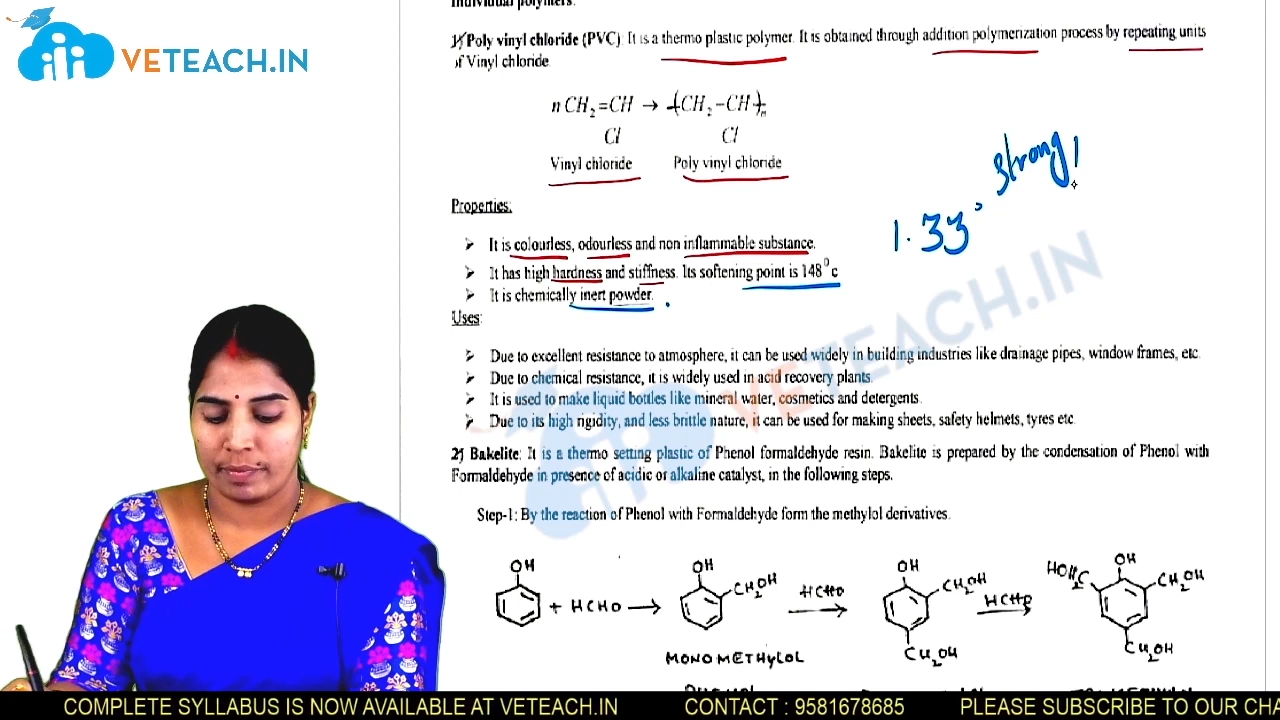 VETEACH.IN
Individual polymers.
1) Poly vinyl chloride (PVC): It is a thermo plastic polymer. It is obtained through addition polymerization process by repeating units
of Vinyl chloride
n CH₂=CH → (CH₂-CH)ₙ
Cl Cl
Vinyl chloride Poly vinyl chloride
strong
1.33°
Properties:
➢ It is colourless, odourless and non inflammable substance.
➢ It has high hardness and stiffness. Its softening point is 148⁰c
➢ It is chemically inert powder.
Uses:
➢ Due to excellent resistance to atmosphere, it can be used widely in building industries like drainage pipes, window frames, etc.
➢ Due to chemical resistance, it is widely used in acid recovery plants.
➢ It is used to make liquid bottles like mineral water, cosmetics and detergents.
➢ Due to its high rigidity, and less brittle nature, it can be used for making sheets, safety helmets, tyres etc.
VETEACH.IN
2) Bakelite: It is a thermo setting plastic of Phenol formaldehyde resin. Bakelite is prepared by the condensation of Phenol with
Formaldehyde in presence of acidic or alkaline catalyst, in the following steps.
Step-1: By the reaction of Phenol with Formaldehyde form the methylol derivatives.
OH OH OH OH
+ HCHO → CH₂OH HCHO → CH₂OH HCHO → HOH₂C CH₂OH
CH₂OH CH₂OH
MONOMETHYLOL
COMPLETE SYLLABUS IS NOW AVAILABLE AT VETEACH.IN CONTACT : 9581678685 PLEASE SUBSCRIBE TO OUR CHA